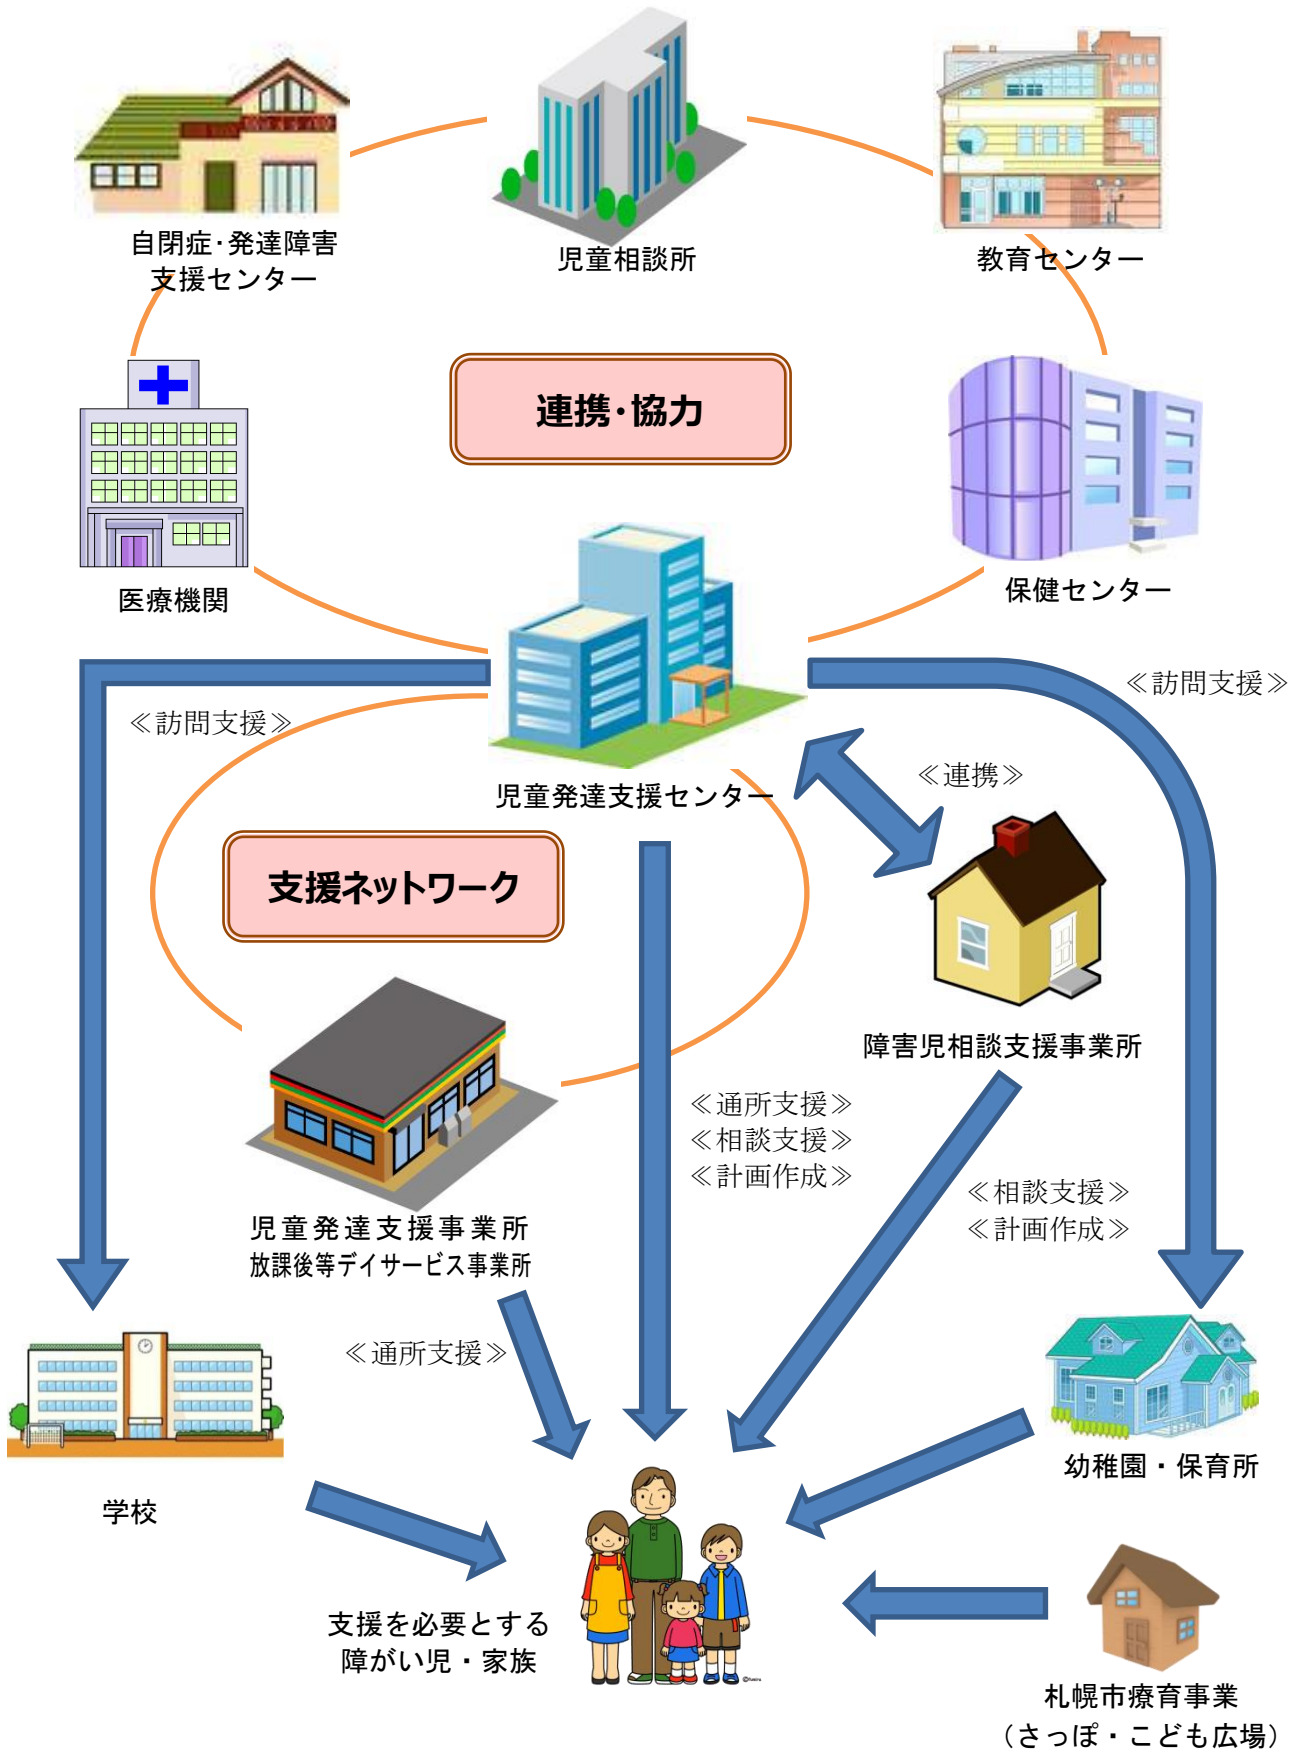 自閉症・発達障害
支援センター
児童相談所
教育センター
連携・協力
医療機関
保健センター
≪訪問支援≫
≪訪問支援≫
児童発達支援センター
≪連携≫
支援ネットワーク
障害児相談支援事業所
≪通所支援≫
≪相談支援≫
≪計画作成≫
≪相談支援≫
≪計画作成≫
児童発達支援事業所
放課後等デイサービス事業所
≪通所支援≫
学校
幼稚園・保育所
支援を必要とする
障がい児・家族
札幌市療育事業
（さっぽ・こども広場）